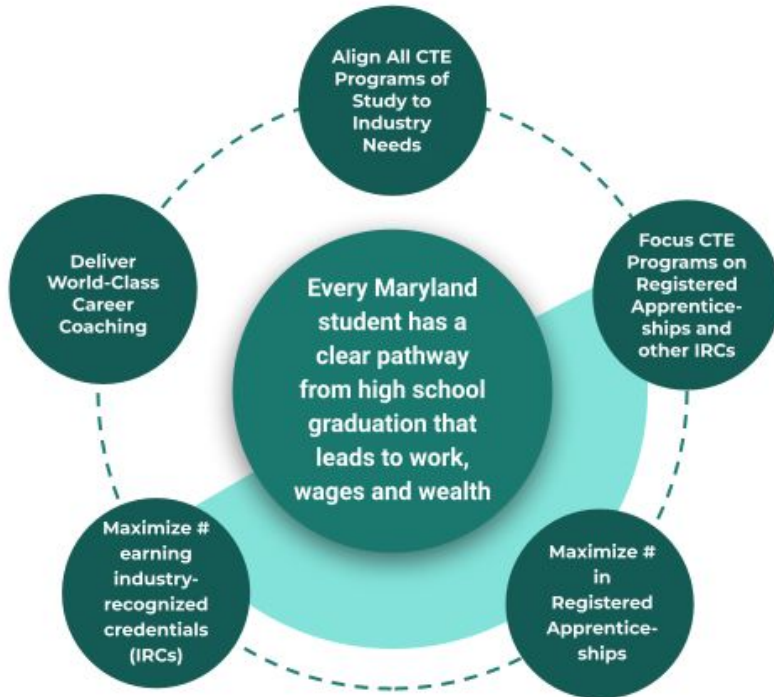 Align All CTE
Programs of
Study to
Industry
Needs
Focus CTE
Programs on
Registered
Apprentice-
ships and
other IRCs
Maximize #
in
Registered
Apprentice-
ships
Maximize #
earning
industry-
recognized
credentials
(IRCs)
Deliver
World-Class
Career
Coaching
Every Maryland
student has a
clear pathway
from high school
graduation that
leads to work,
wages and wealth